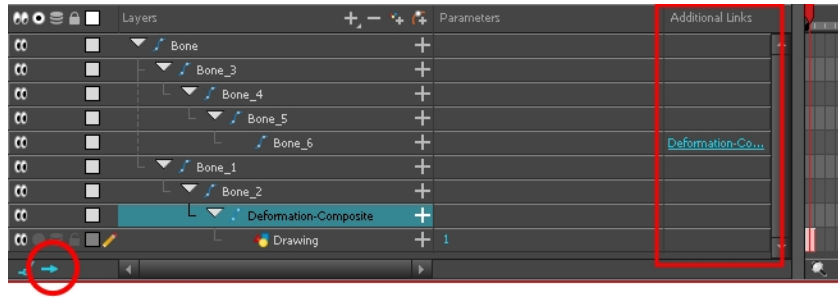 Layers Parameters Additional Links
Bone
Bone_3
Bone_4
Bone_5
Bone_6 Deformation-Co...
Bone_1
Bone_2
Deformation-Composite
Drawing 1